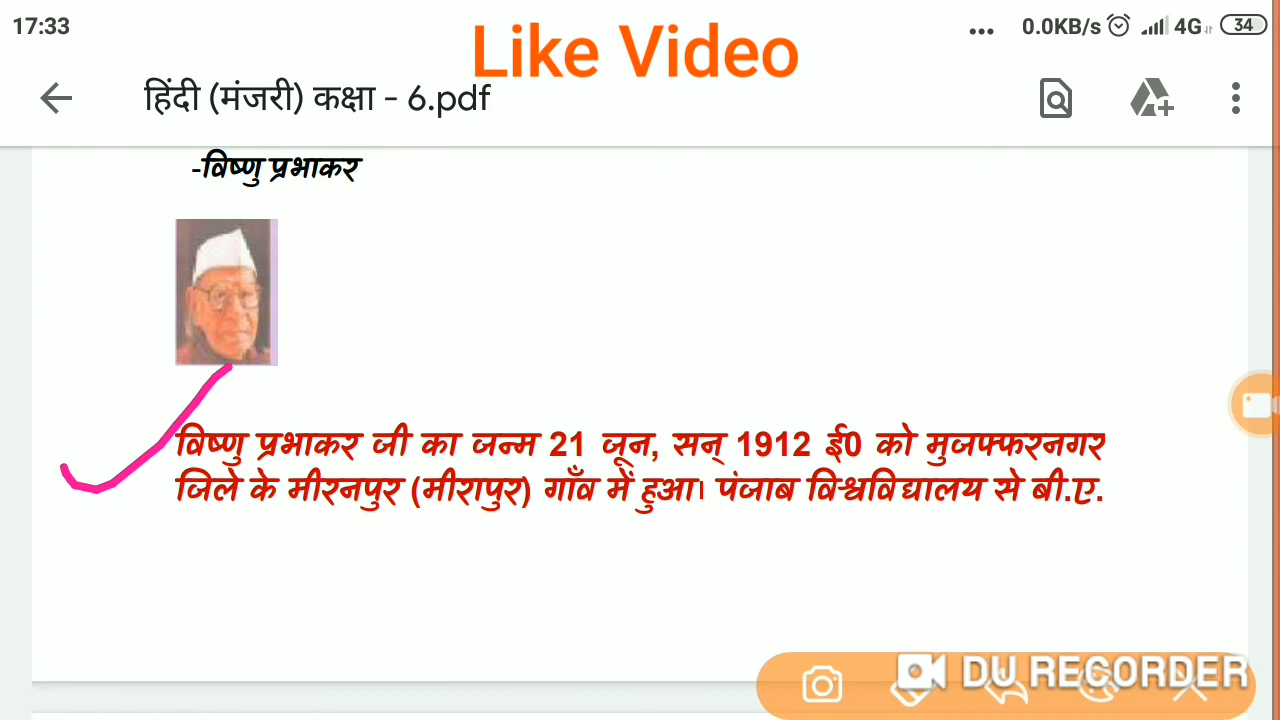 17:33
Like Video
... 0.0KB/s 4G 34
हिंदी (मंजरी) कक्षा - 6.pdf
-विष्णु प्रभाकर
विष्णु प्रभाकर जी का जन्म 21 जून, सन् 1912 ई0 को मुजफ्फरनगर
जिले के मीरनपुर (मीरापुर) गाँव में हुआ। पंजाब विश्वविद्यालय से बी.ए.
DU RECORDER